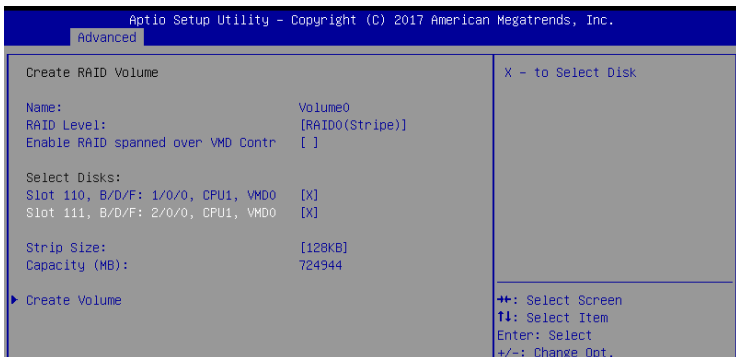 Aptio Setup Utility – Copyright (C) 2017 American Megatrends, Inc.
Advanced
Create RAID Volume
X – to Select Disk
Name: Volume0
RAID Level: [RAID0(Stripe)]
Enable RAID spanned over VMD Contr [ ]
Select Disks:
Slot 110, B/D/F: 1/0/0, CPU1, VMD0 [X]
Slot 111, B/D/F: 2/0/0, CPU1, VMD0 [X]
Strip Size: [128KB]
Capacity (MB): 724944
▶ Create Volume
→←: Select Screen
↑↓: Select Item
Enter: Select
+/–: Change Opt.